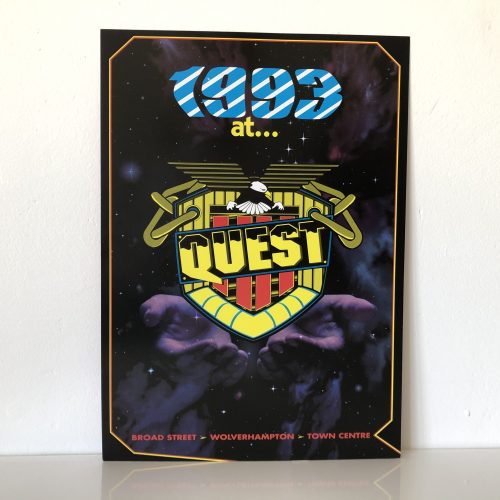 1993
at...
QUEST
BROAD STREET - WOLVERHAMPTON - TOWN CENTRE